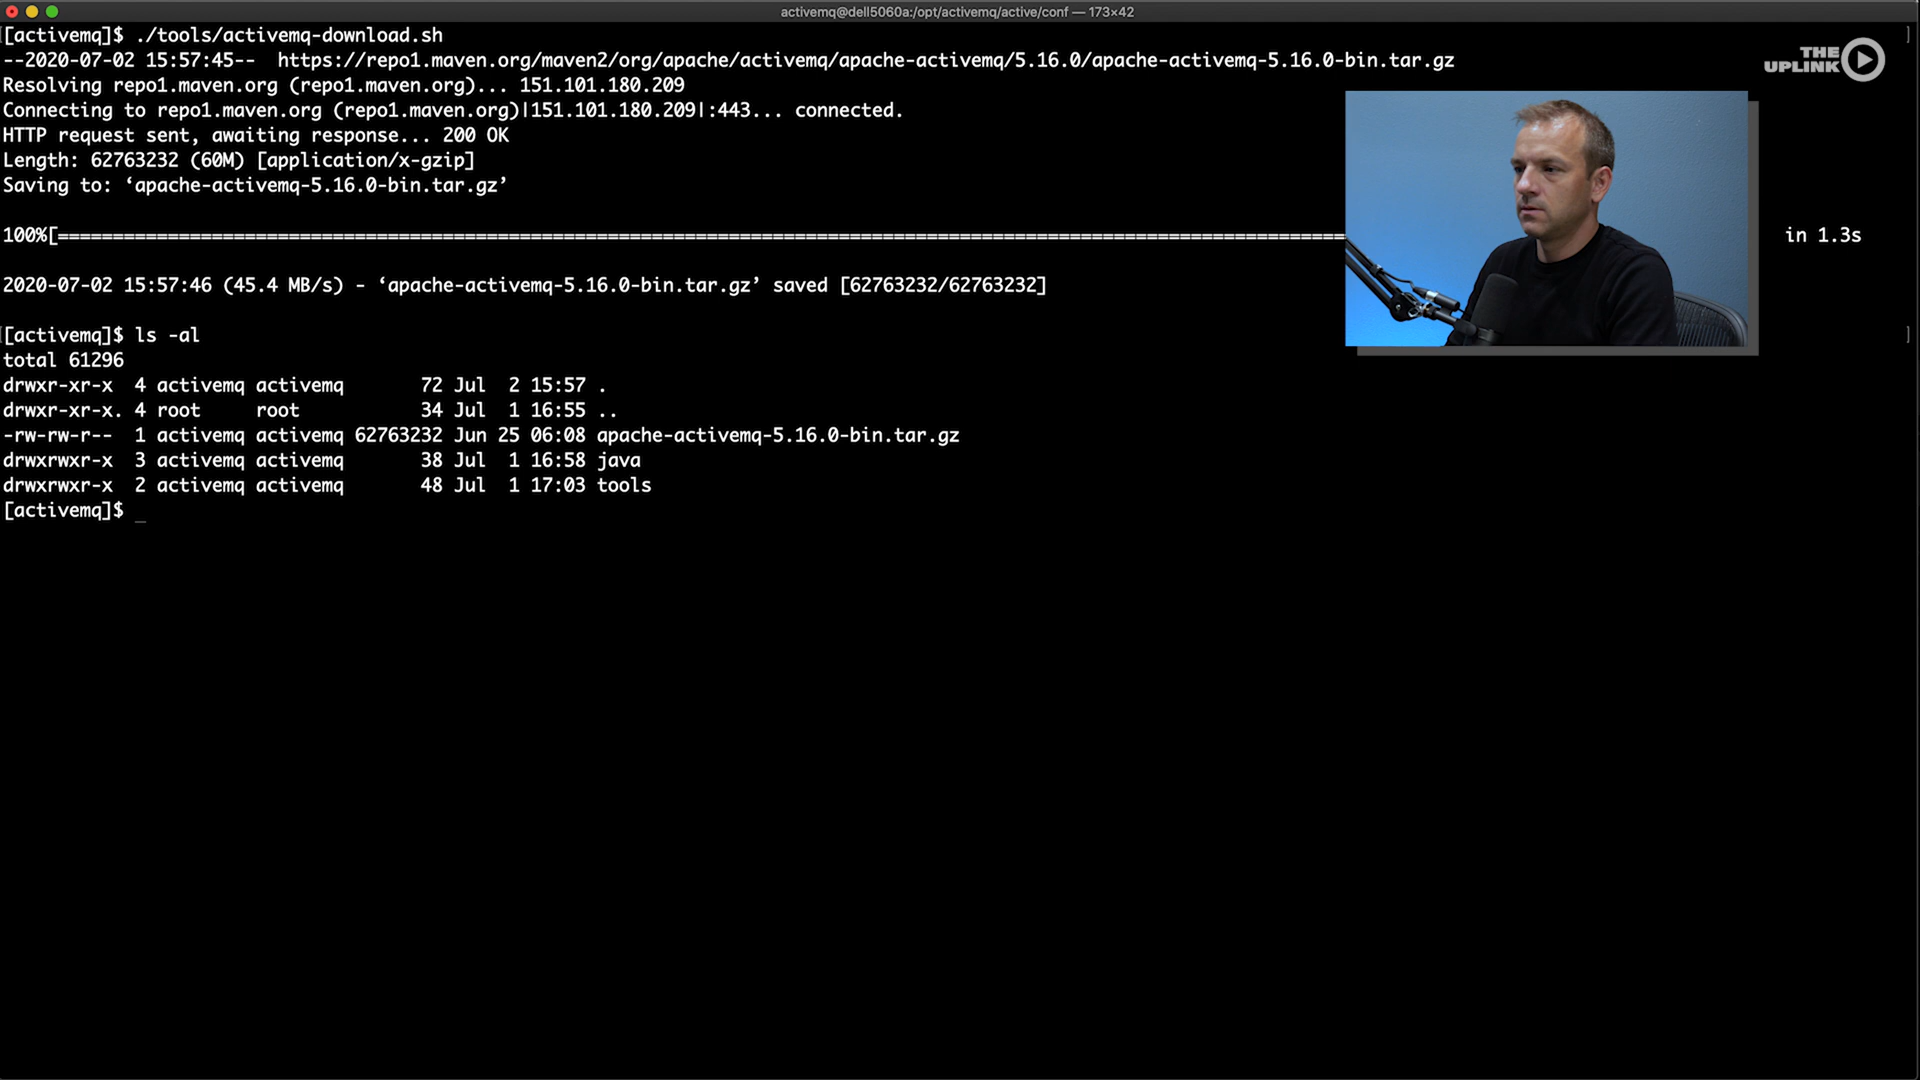 activemq@dell5060a:/opt/activemq/active/conf — 173×42
[activemq]$ ./tools/activemq-download.sh
--2020-07-02 15:57:45--  https://repo1.maven.org/maven2/org/apache/activemq/apache-activemq/5.16.0/apache-activemq-5.16.0-bin.tar.gz
Resolving repo1.maven.org (repo1.maven.org)... 151.101.180.209
Connecting to repo1.maven.org (repo1.maven.org)|151.101.180.209|:443... connected.
HTTP request sent, awaiting response... 200 OK
Length: 62763232 (60M) [application/x-gzip]
Saving to: ‘apache-activemq-5.16.0-bin.tar.gz’
100%[====================================================================================================================== in 1.3s
2020-07-02 15:57:46 (45.4 MB/s) - ‘apache-activemq-5.16.0-bin.tar.gz’ saved [62763232/62763232]
[activemq]$ ls -al
total 61296
drwxr-xr-x  4 activemq activemq       72 Jul  2 15:57 .
drwxr-xr-x. 4 root     root           34 Jul  1 16:55 ..
-rw-rw-r--  1 activemq activemq 62763232 Jun 25 06:08 apache-activemq-5.16.0-bin.tar.gz
drwxrwxr-x  3 activemq activemq       38 Jul  1 16:58 java
drwxrwxr-x  2 activemq activemq       48 Jul  1 17:03 tools
[activemq]$ _
THE
UPLINK